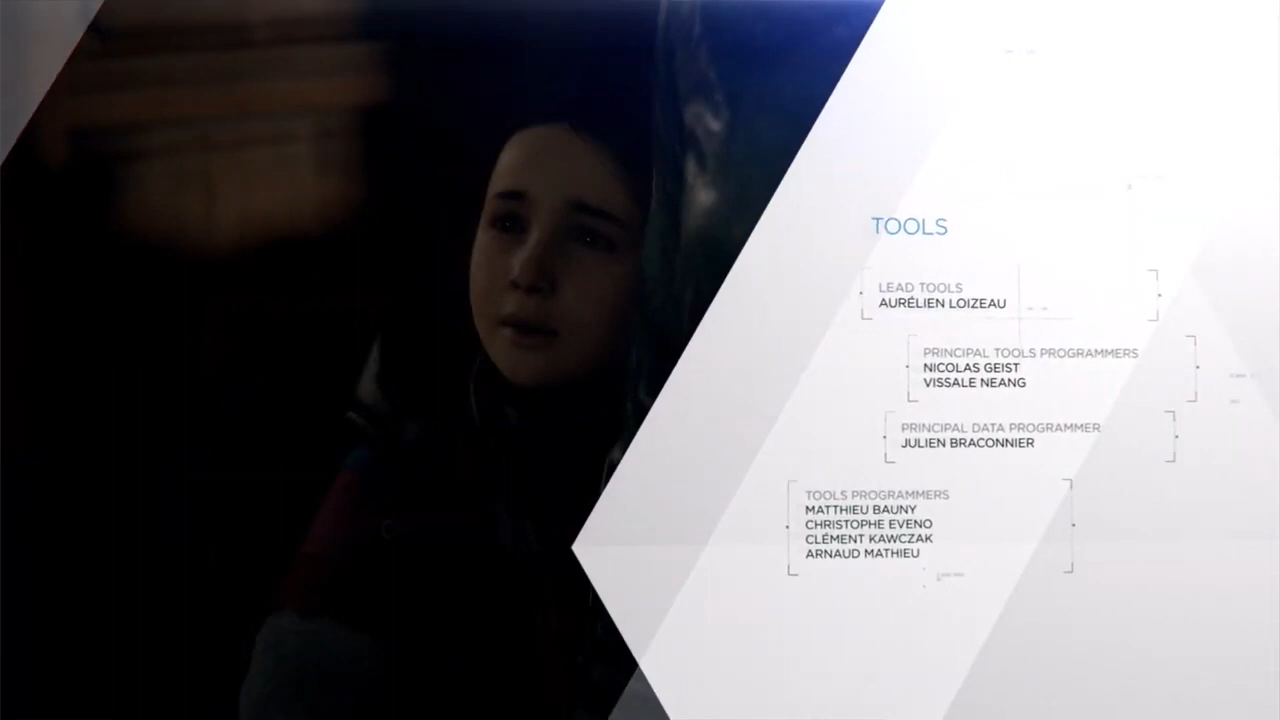 TOOLS
LEAD TOOLS
AURÉLIEN LOIZEAU
PRINCIPAL TOOLS PROGRAMMERS
NICOLAS GEIST
VISSALE NEANG
PRINCIPAL DATA PROGRAMMER
JULIEN BRACONNIER
TOOLS PROGRAMMERS
MATTHIEU BAUNY
CHRISTOPHE EVENO
CLÉMENT KAWCZAK
ARNAUD MATHIEU